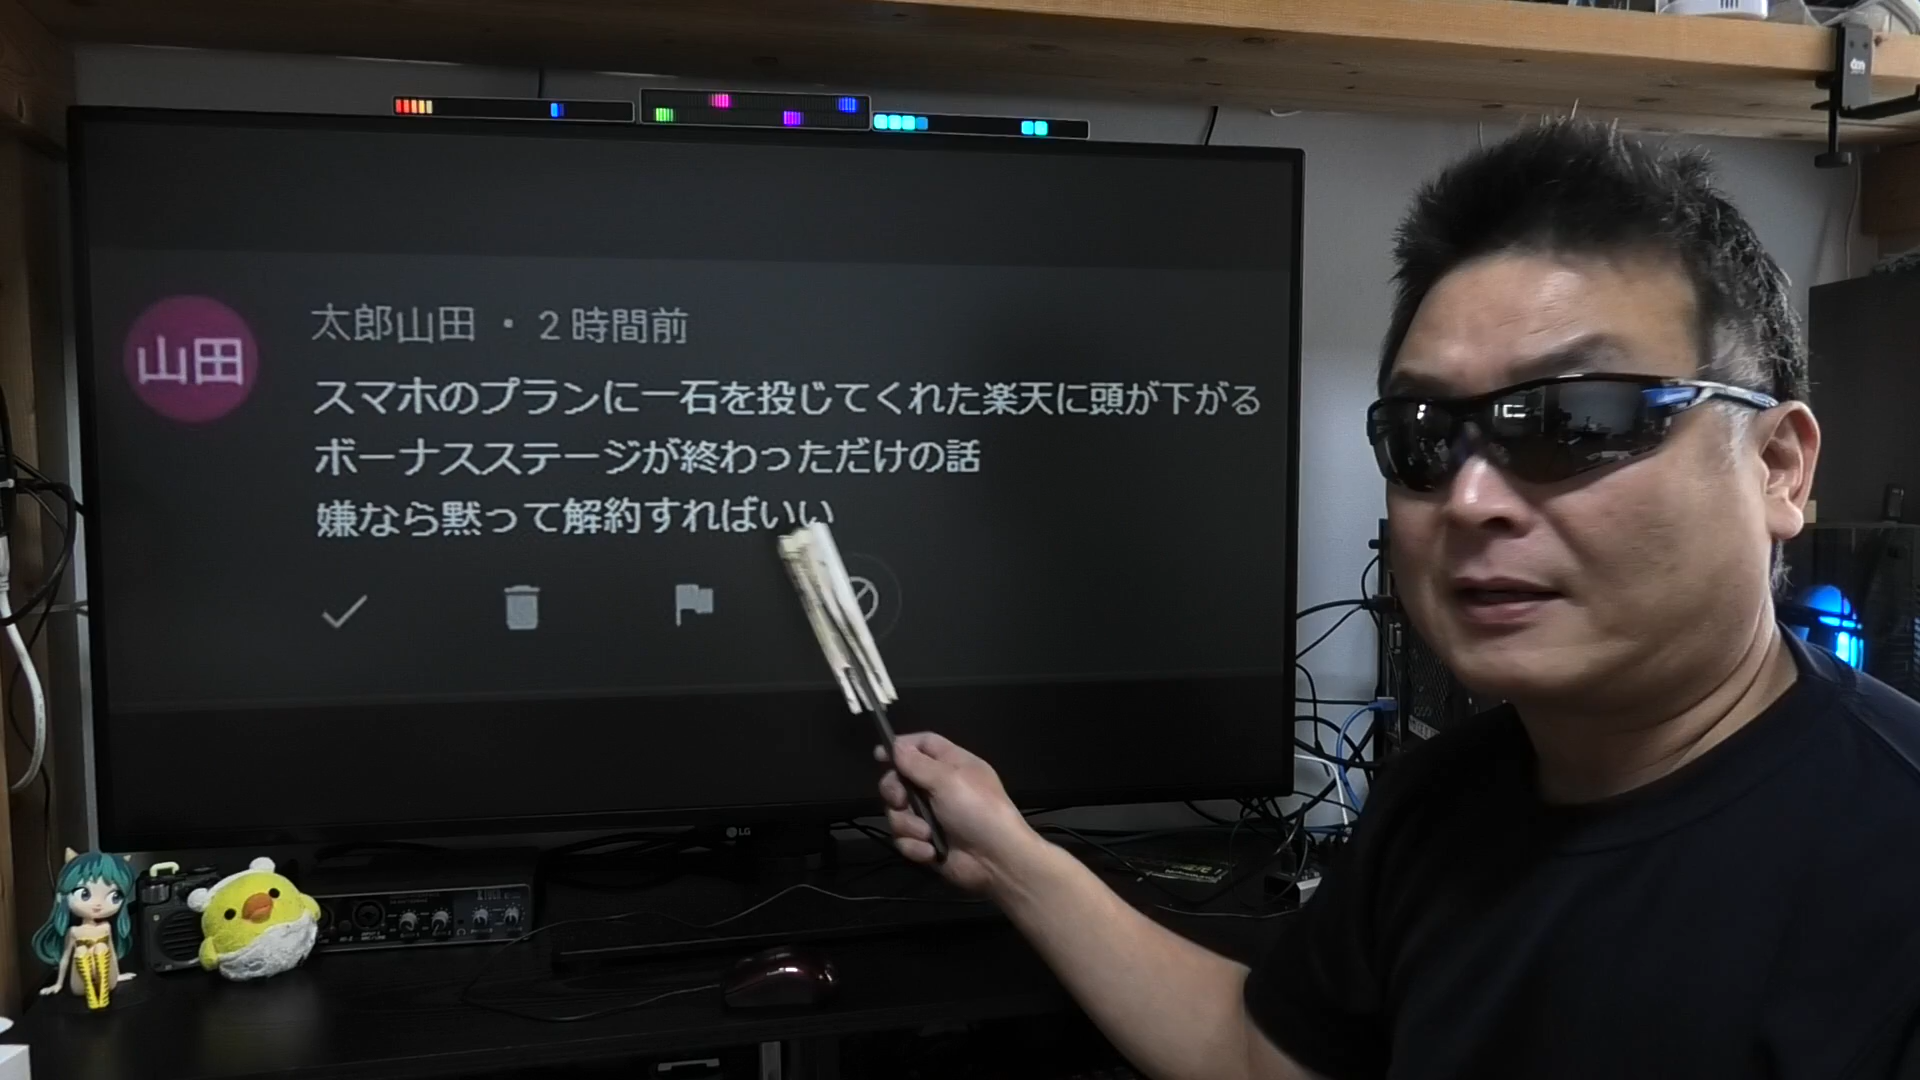 山田
太郎山田 ・ 2 時間前
スマホのプランに一石を投じてくれた楽天に頭が下がる
ボーナスステージが終わっただけの話
嫌なら黙って解約すればいい
LG